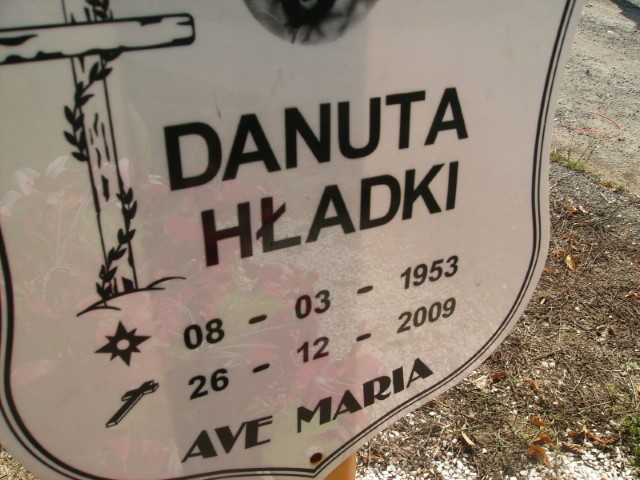 DANUTA
HŁADKI
08 - 03 - 1953
26 - 12 - 2009
AVE MARIA